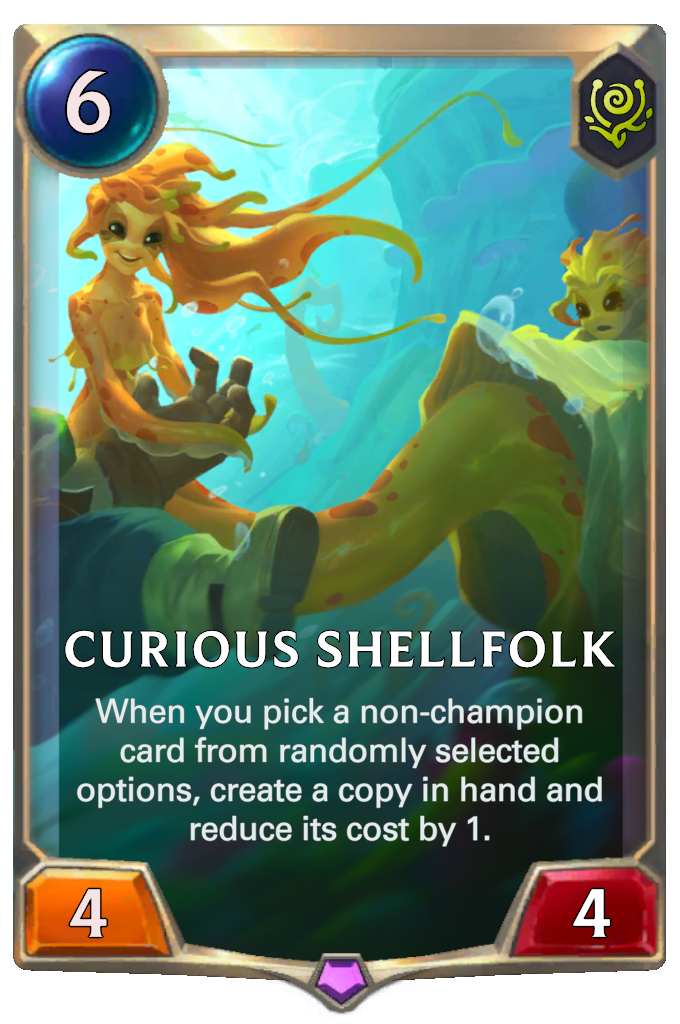 6
CURIOUS SHELLFOLK
When you pick a non-champion
card from randomly selected
options, create a copy in hand and
reduce its cost by 1.
4 4